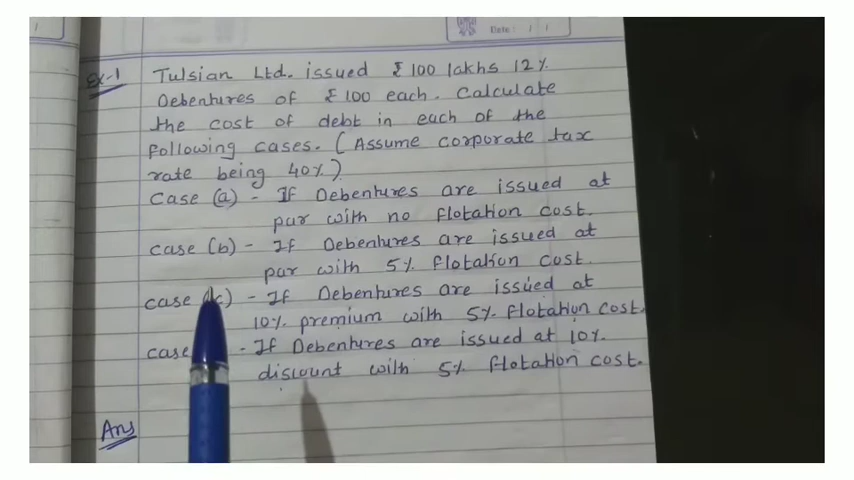 Date: / /
Ex-1 Tulsian Ltd. issued ₹100 lakhs 12%
Debentures of ₹100 each. Calculate
the cost of debt in each of the
following cases. (Assume corporate tax
rate being 40%)
Case (a) - If Debentures are issued at
par with no flotation cost.
case (b) - If Debentures are issued at
par with 5% flotation cost.
case (c) - If Debentures are issued at
10% premium with 5% flotation cost.
case - If Debentures are issued at 10%
discount with 5% flotation cost.
Ans